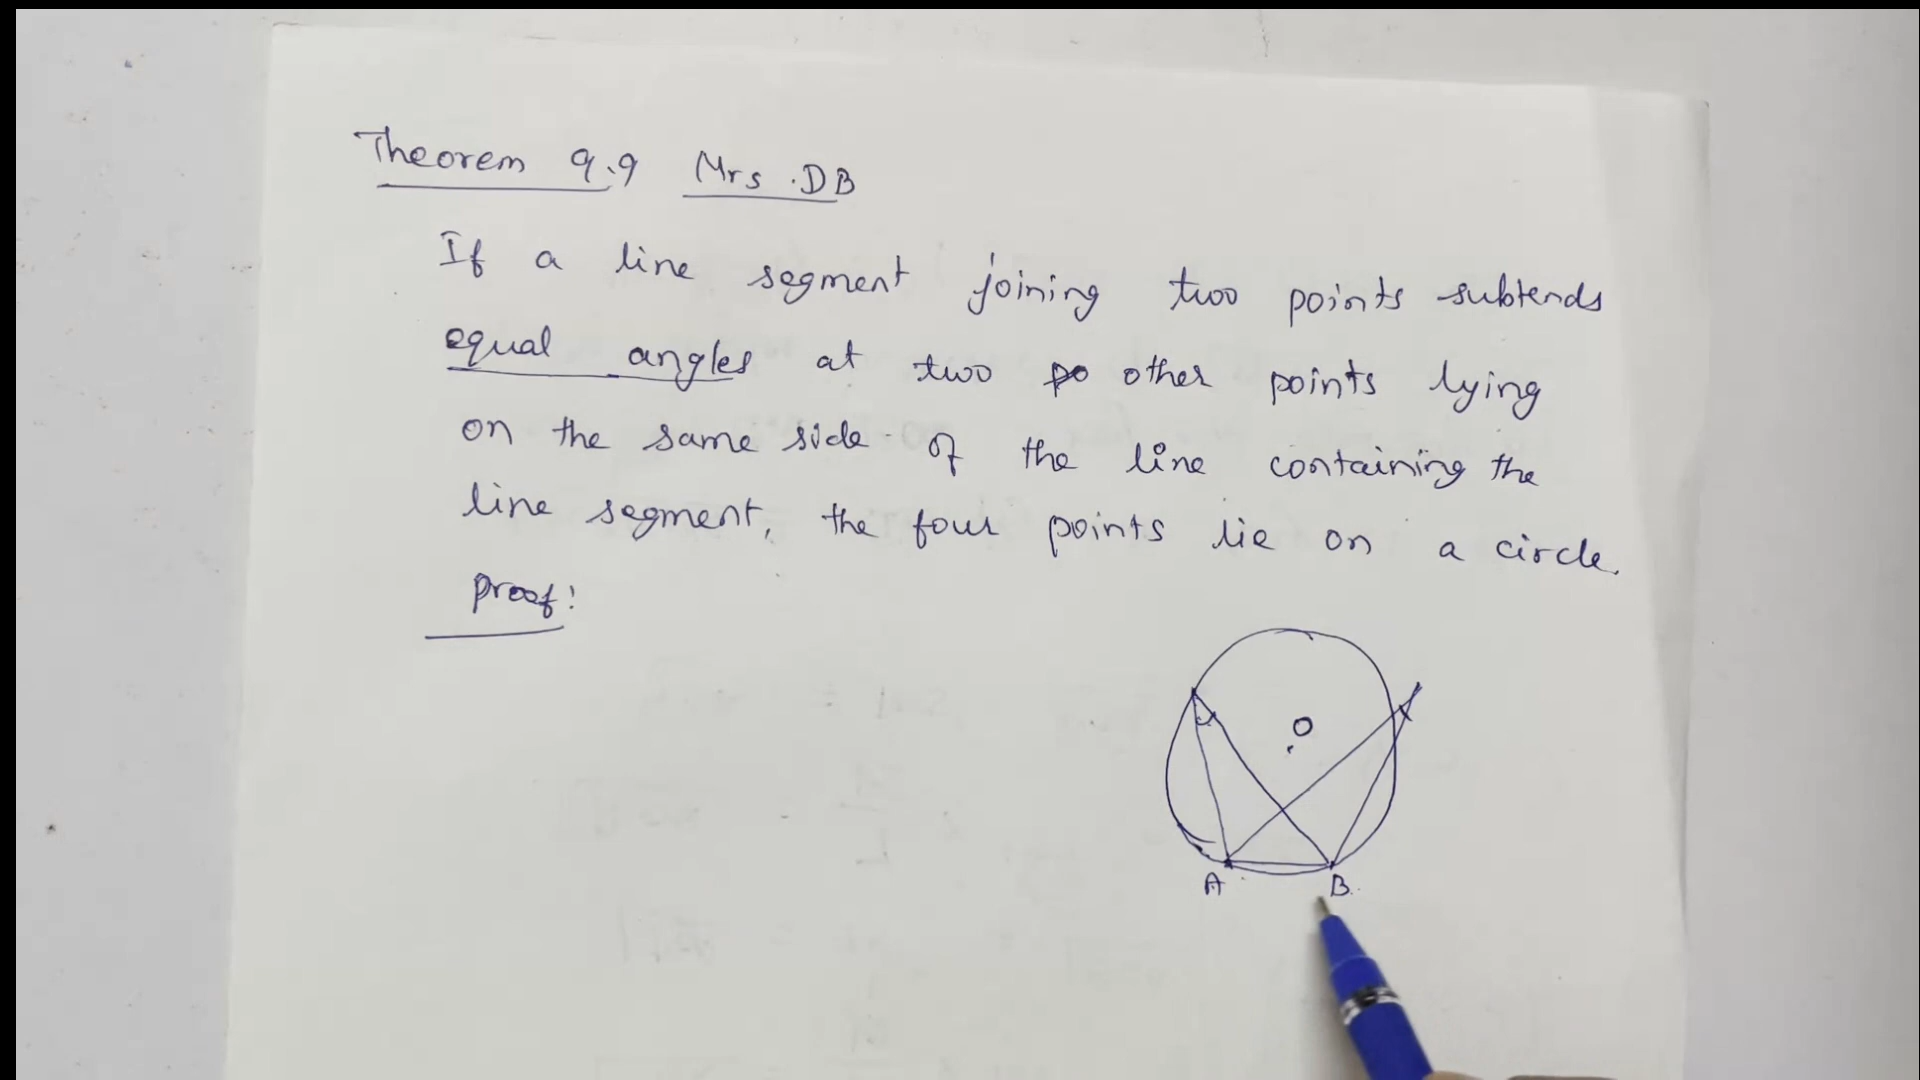 Theorem 9.9 Mrs. DB
If a line segment joining two points subtends
equal angles at two po other points lying
on the same side of the line containing the
line segment, the four points lie on a circle.
proof:
O
A B